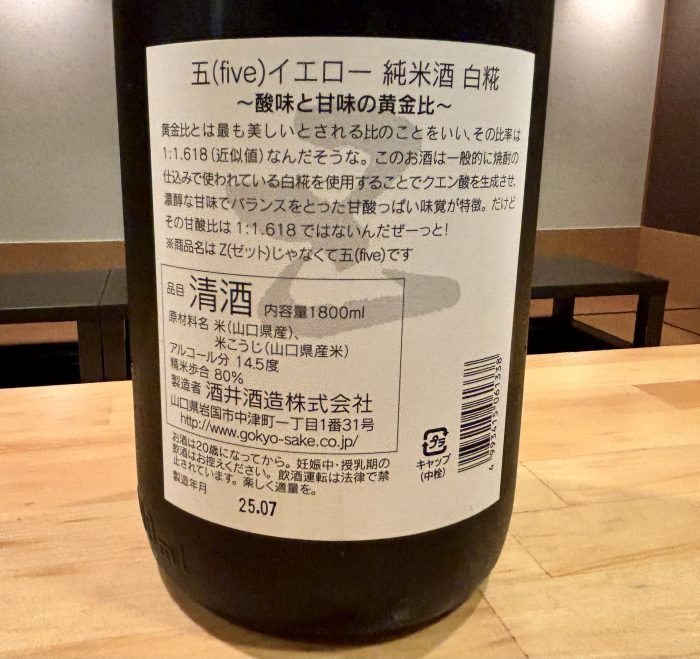 五(five)イエロー 純米酒 白糀
～酸味と甘味の黄金比～
黄金比とは最も美しいとされる比のことをいい、その比率は
1:1.618(近似値)なんだそうな。このお酒は一般的に焼酎の
仕込みで使われている白糀を使用することでクエン酸を生成させ、
濃醇な甘味でバランスをとった甘酸っぱい味覚が特徴。だけど
その甘酸比は 1:1.618 ではないんだぜーっと!
※商品名は Z(ゼット)じゃなくて五(five)です
品目 清酒 内容量1800ml
原材料名 米(山口県産)、
米こうじ(山口県産米)
アルコール分 14.5度
精米歩合 80%
製造者 酒井酒造株式会社
山口県岩国市中津町一丁目1番31号
http://www.gokyo-sake.co.jp/
お酒は20歳になってから。妊娠中・授乳期の
飲酒はお控えください。飲酒運転は法律で禁
止されています。楽しく適量を。
製造年月
25.07
プラ
キャップ
(中栓)
4993415061338